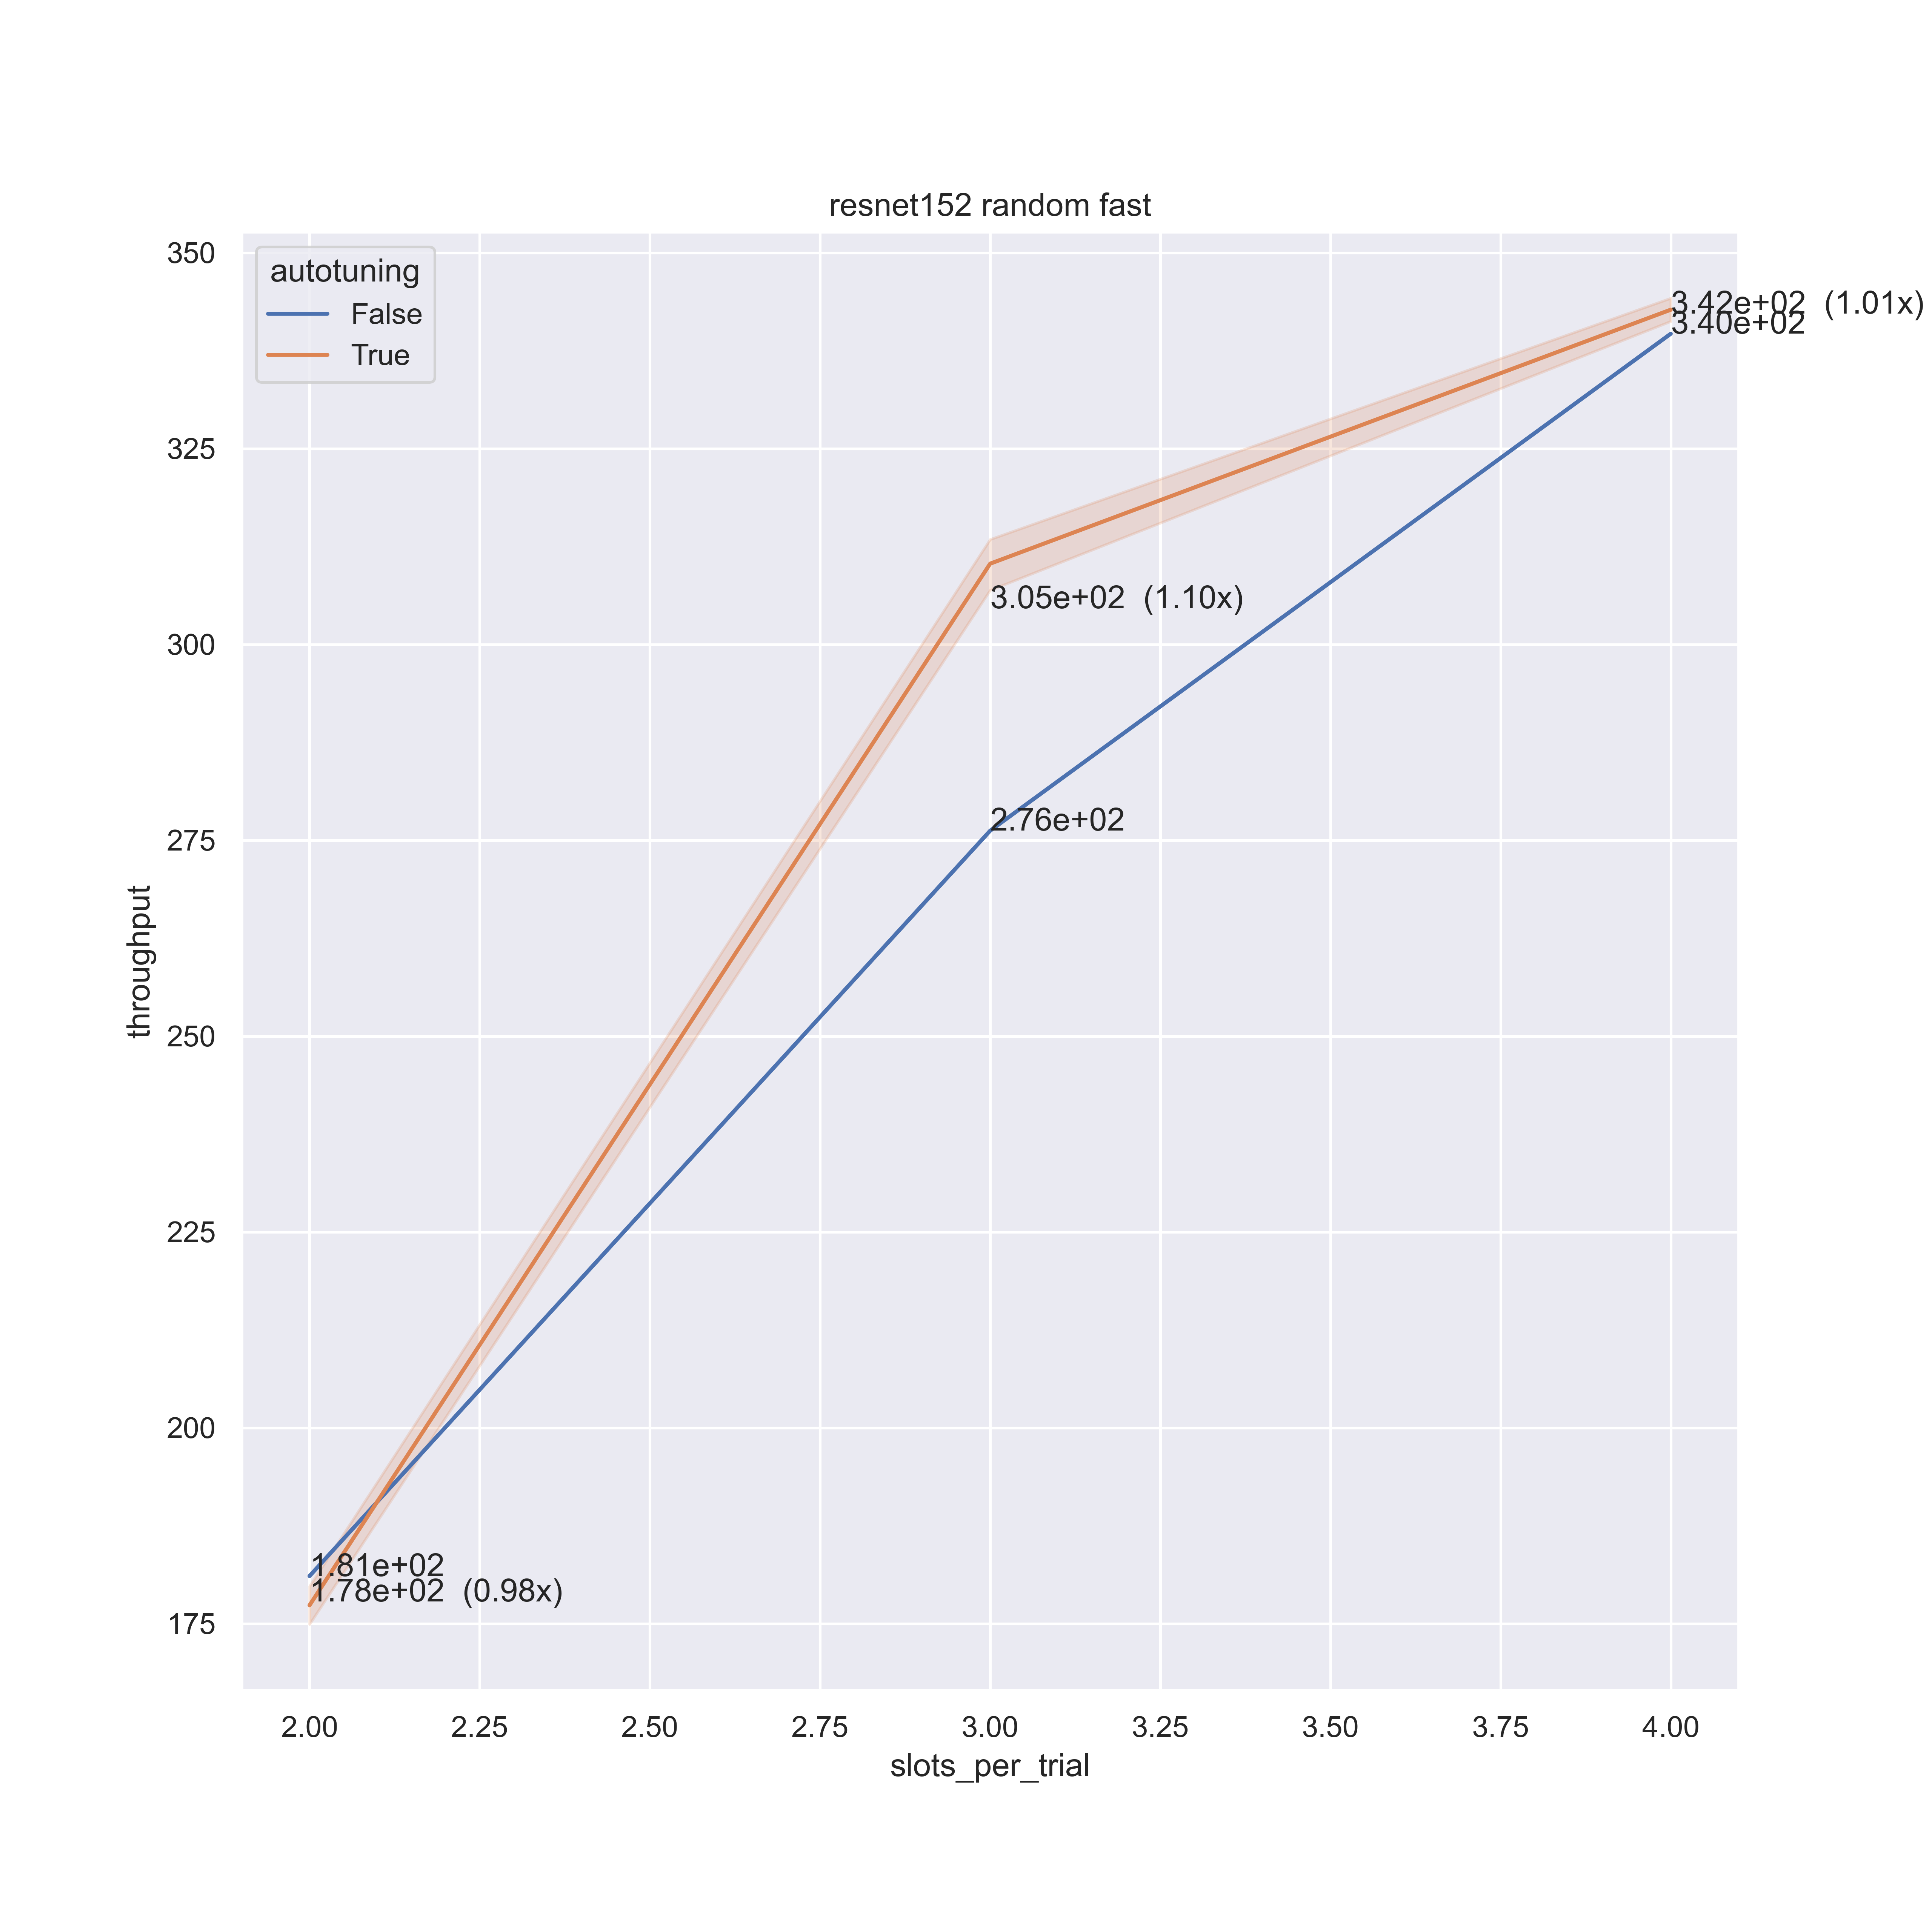 resnet152 random fast
350
325
300
275
250
225
200
175
throughput
autotuning
False
True
3.42e+02 (1.01x)
3.40e+02
3.05e+02 (1.10x)
2.76e+02
1.81e+02
1.78e+02 (0.98x)
2.00 2.25 2.50 2.75 3.00 3.25 3.50 3.75 4.00
slots_per_trial